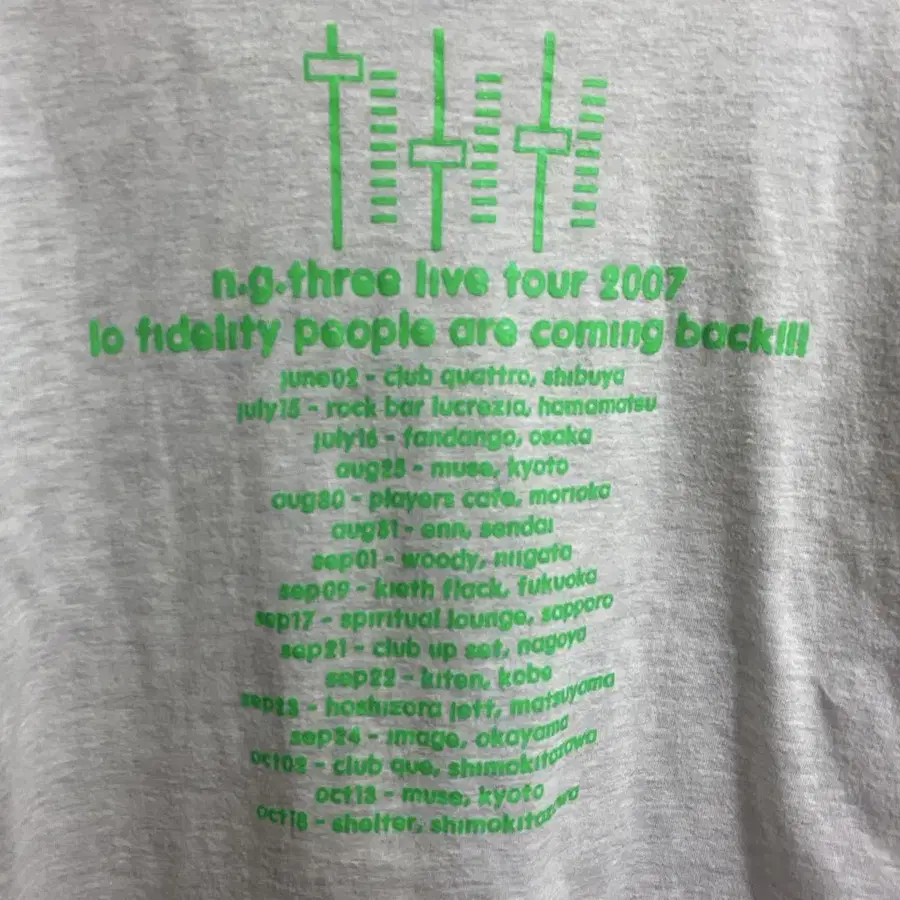 n.g.three live tour 2007
lo fidelity people are coming back!!!
june02 - club quattro, shibuya
july15 - rock bar lucrezia, hamamatsu
july16 - fandango, osaka
aug25 - muse, kyoto
aug30 - players cafe, morioka
aug31 - enn, sendai
sep01 - woody, niigata
sep09 - kieth flack, fukuoka
sep17 - spiritual lounge, sapporo
sep21 - club up set, nagoya
sep22 - kiten, kobe
sep23 - hoshizora jett, matsuyama
sep24 - image, okayama
oct02 - club que, shimokitazawa
oct13 - muse, kyoto
oct18 - shelter, shimokitazawa